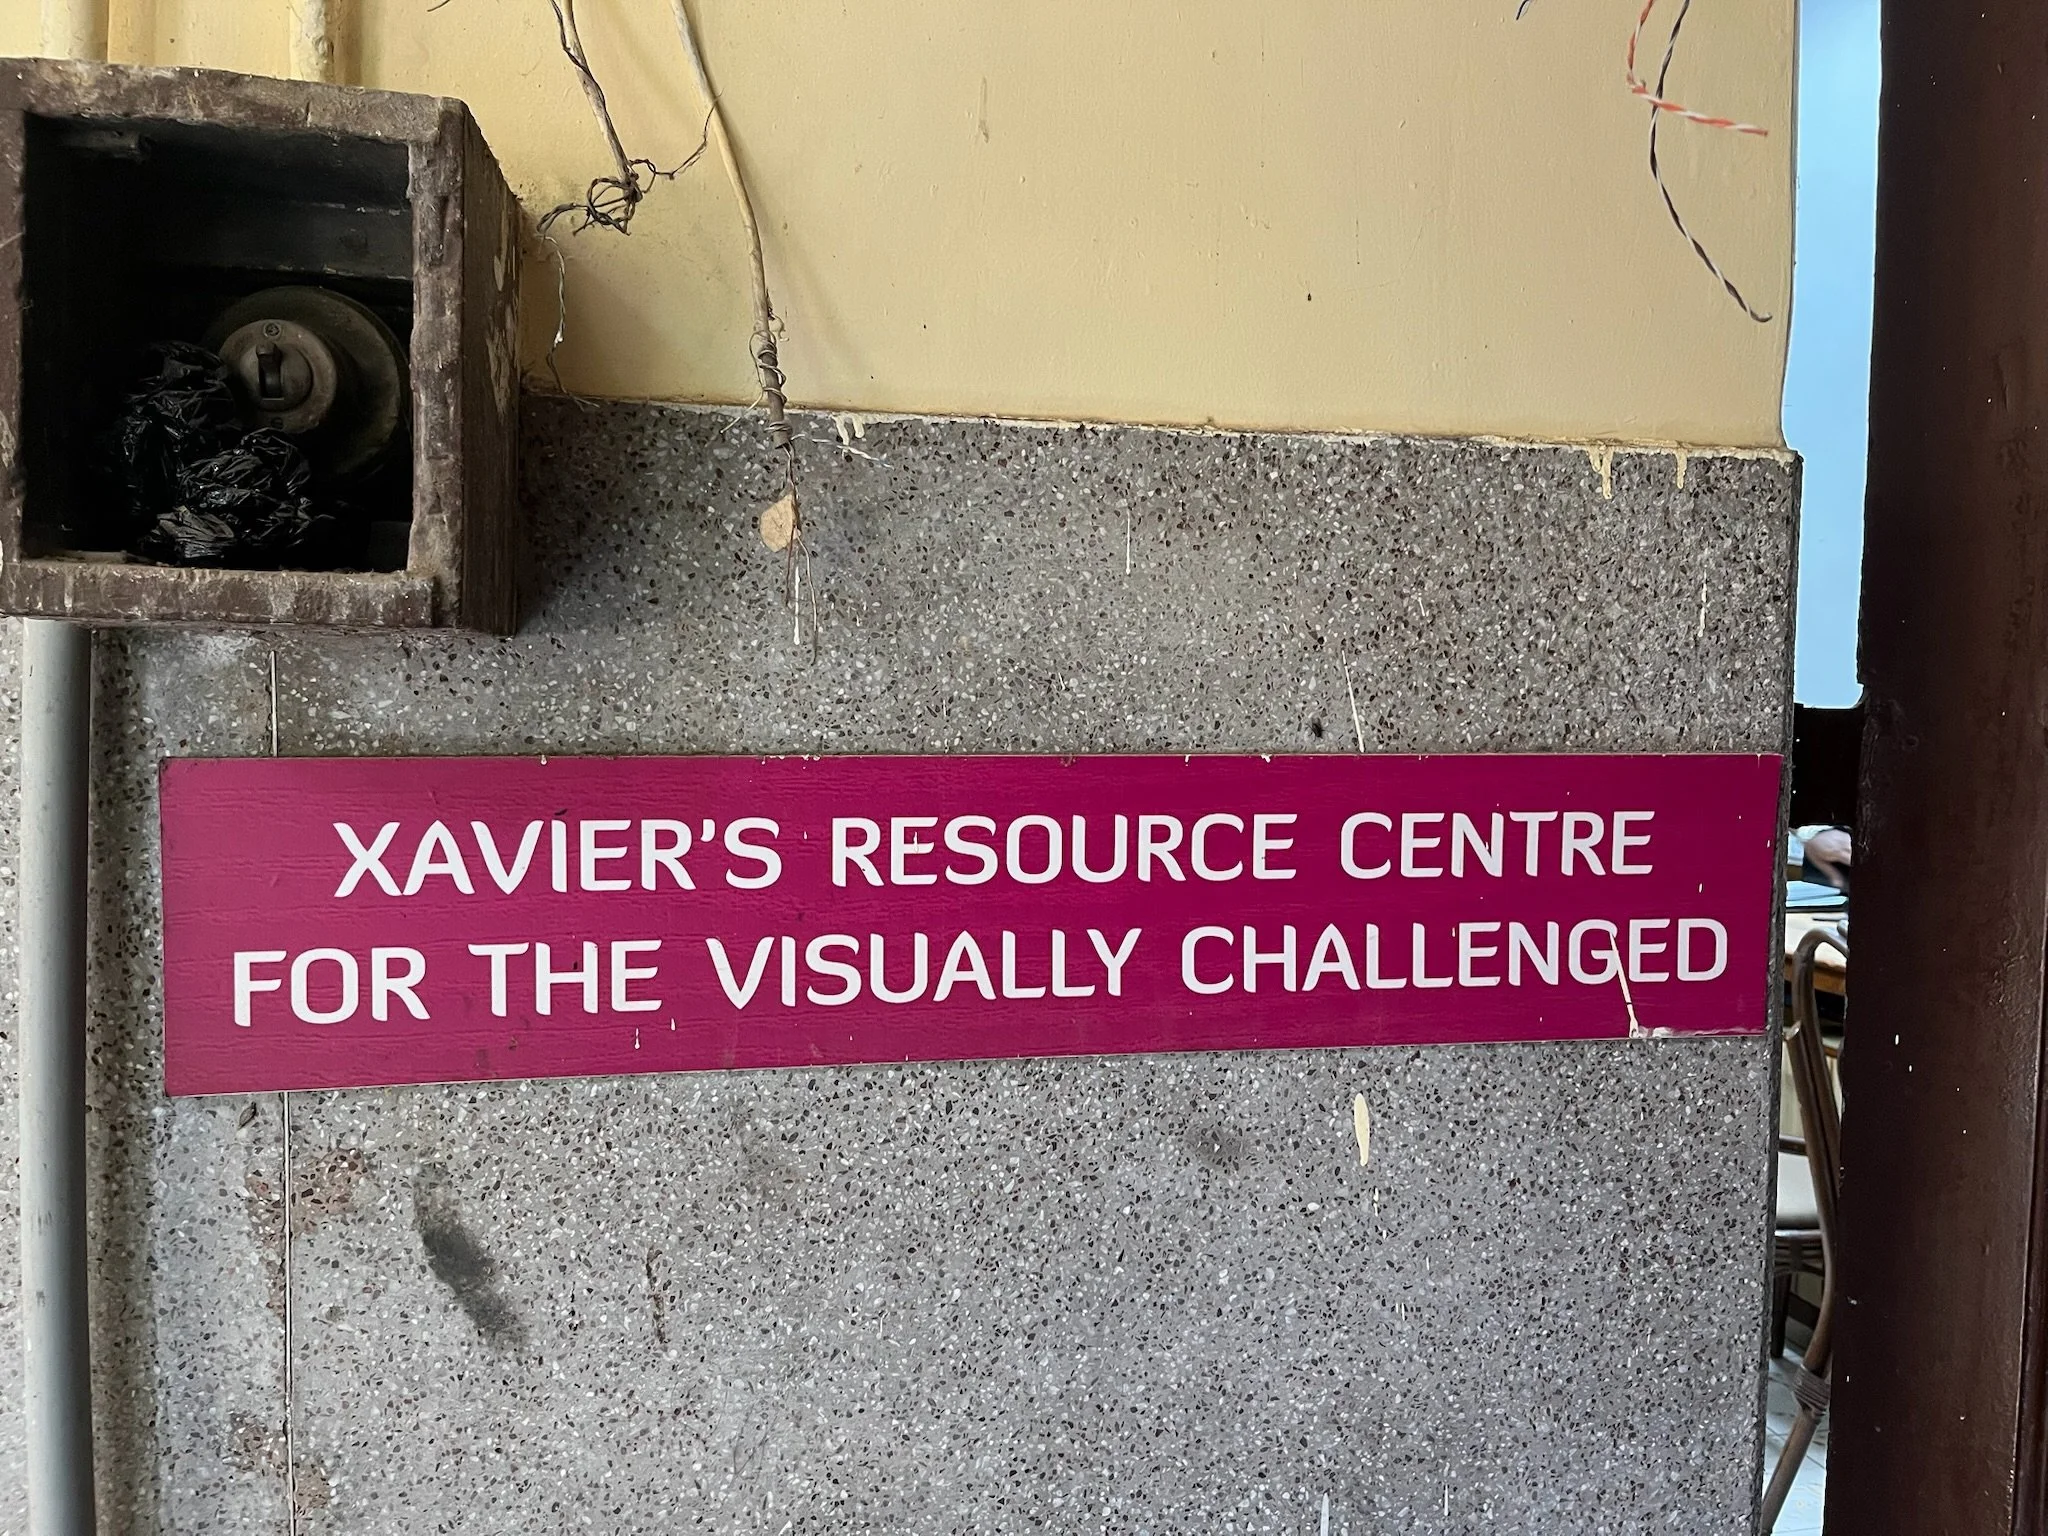 XAVIER'S RESOURCE CENTRE
FOR THE VISUALLY CHALLENGED